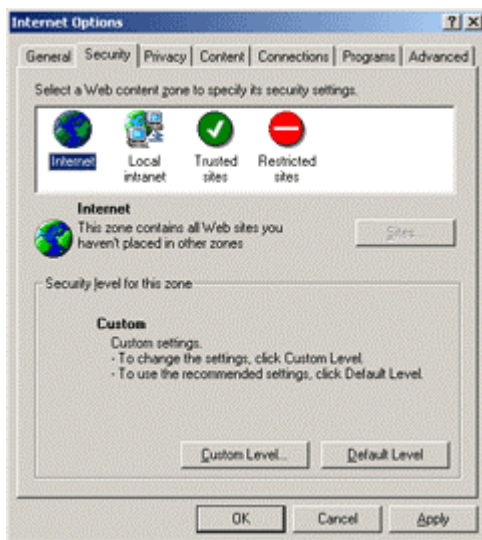 Internet Options
General Security Privacy Content Connections Programs Advanced
Select a Web content zone to specify its security settings.
Internet Local intranet Trusted sites Restricted sites
Internet
This zone contains all Web sites you
haven't placed in other zones
Sites...
Security level for this zone
Custom
Custom settings.
- To change the settings, click Custom Level.
- To use the recommended settings, click Default Level.
Custom Level... Default Level
OK Cancel Apply